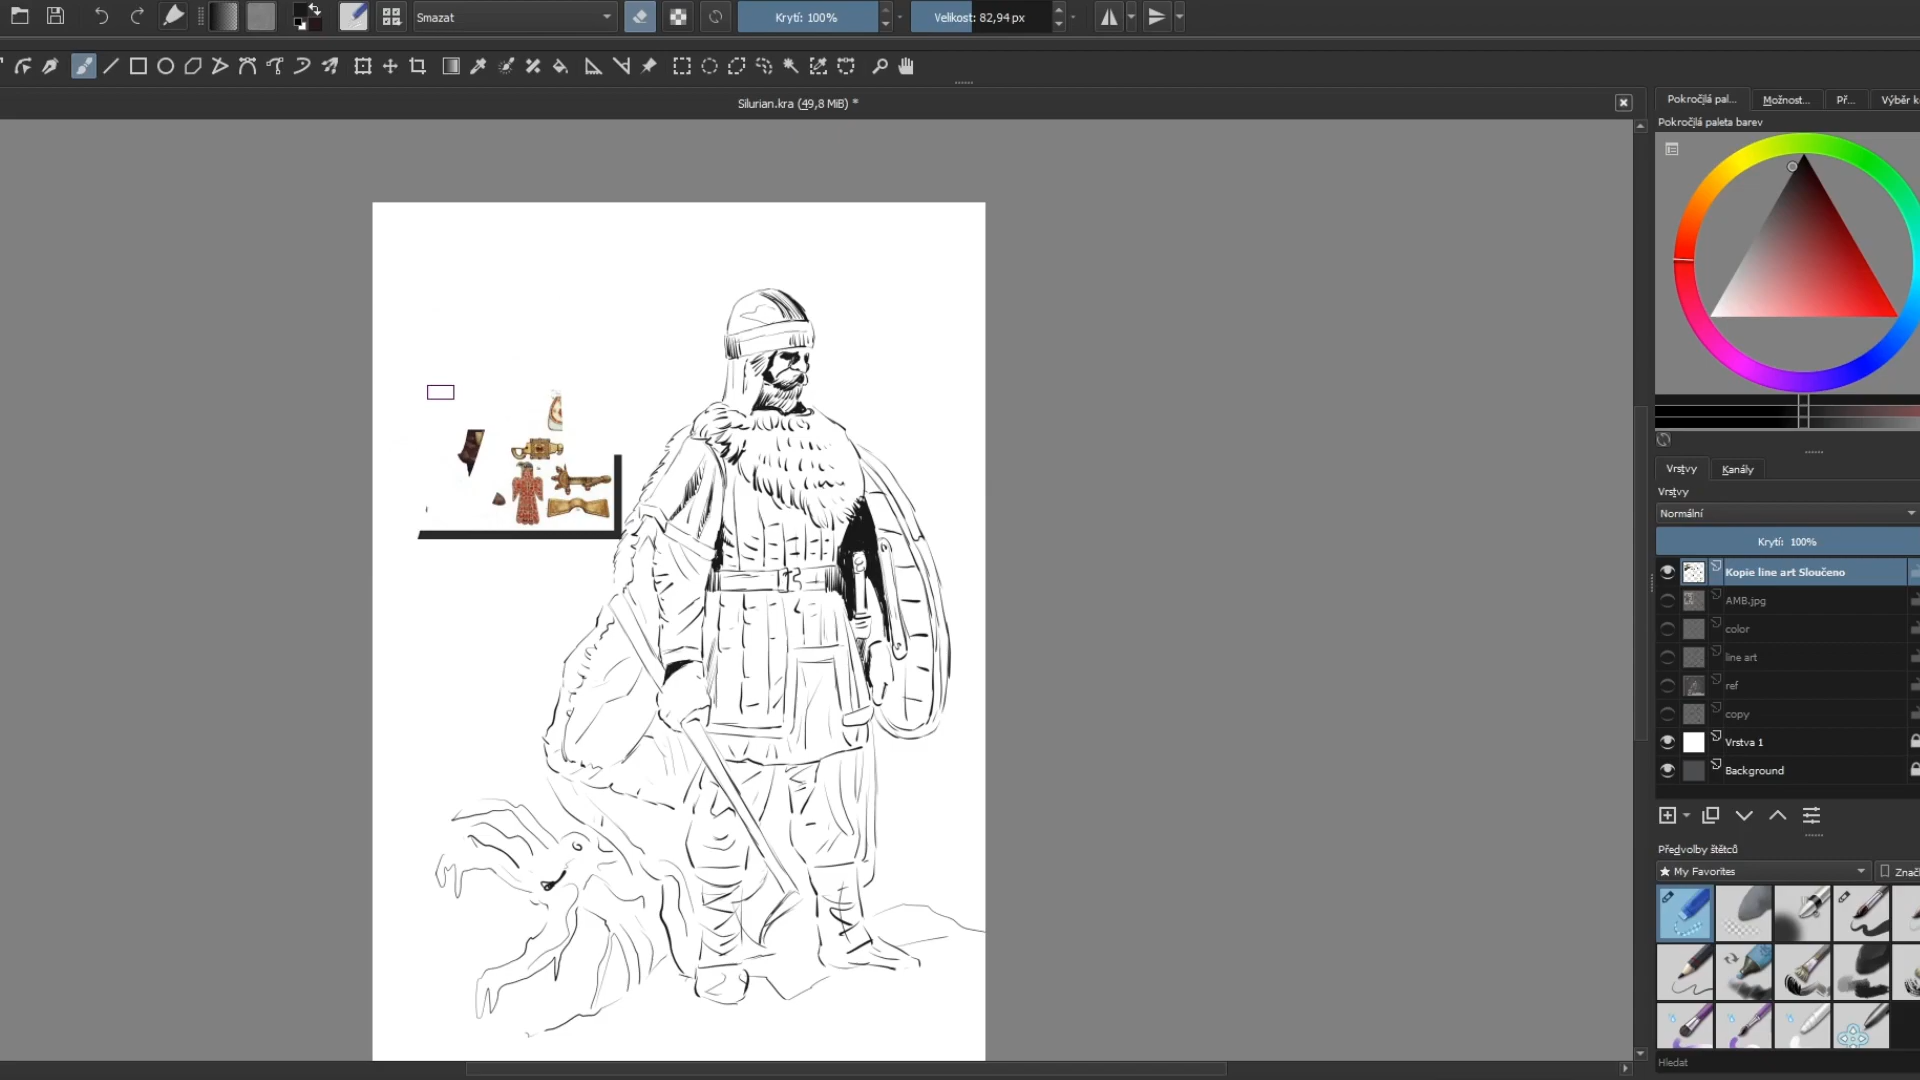 Smazat
Krytí: 100%
Velikost: 82,94 px
Silurian.kra (49,8 MiB) *
Pokročilá pal...
Možnost...
Př...
Výběr k
Pokročilá paleta barev
Vrstvy
Kanály
Vrstvy
Normální
Krytí: 100%
Kopie line art Sloučeno
AMB.jpg
color
line art
ref
copy
Vrstva 1
Background
Předvolby štětců
My Favorites
Znač
Hledat